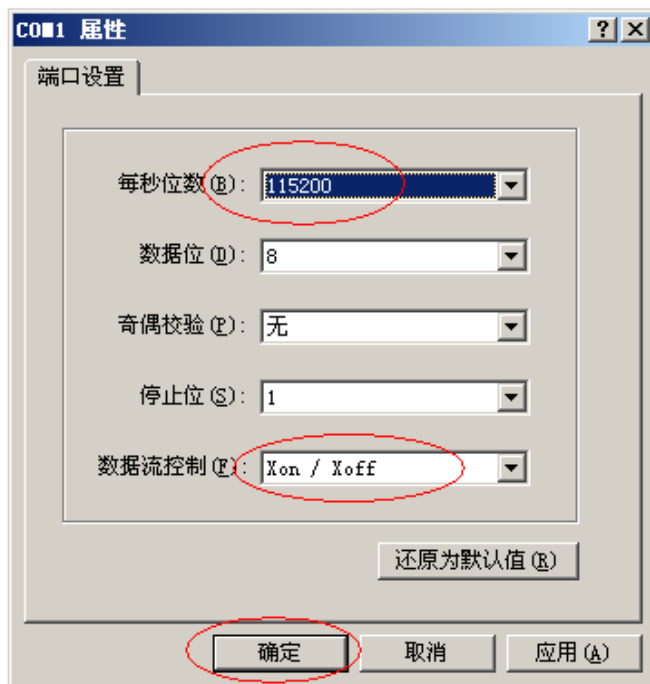 COM1 属性
端口设置
每秒位数(B): 115200
数据位(D): 8
奇偶校验(P): 无
停止位(S): 1
数据流控制(F): Xon / Xoff
还原为默认值(R)
确定 取消 应用(A)